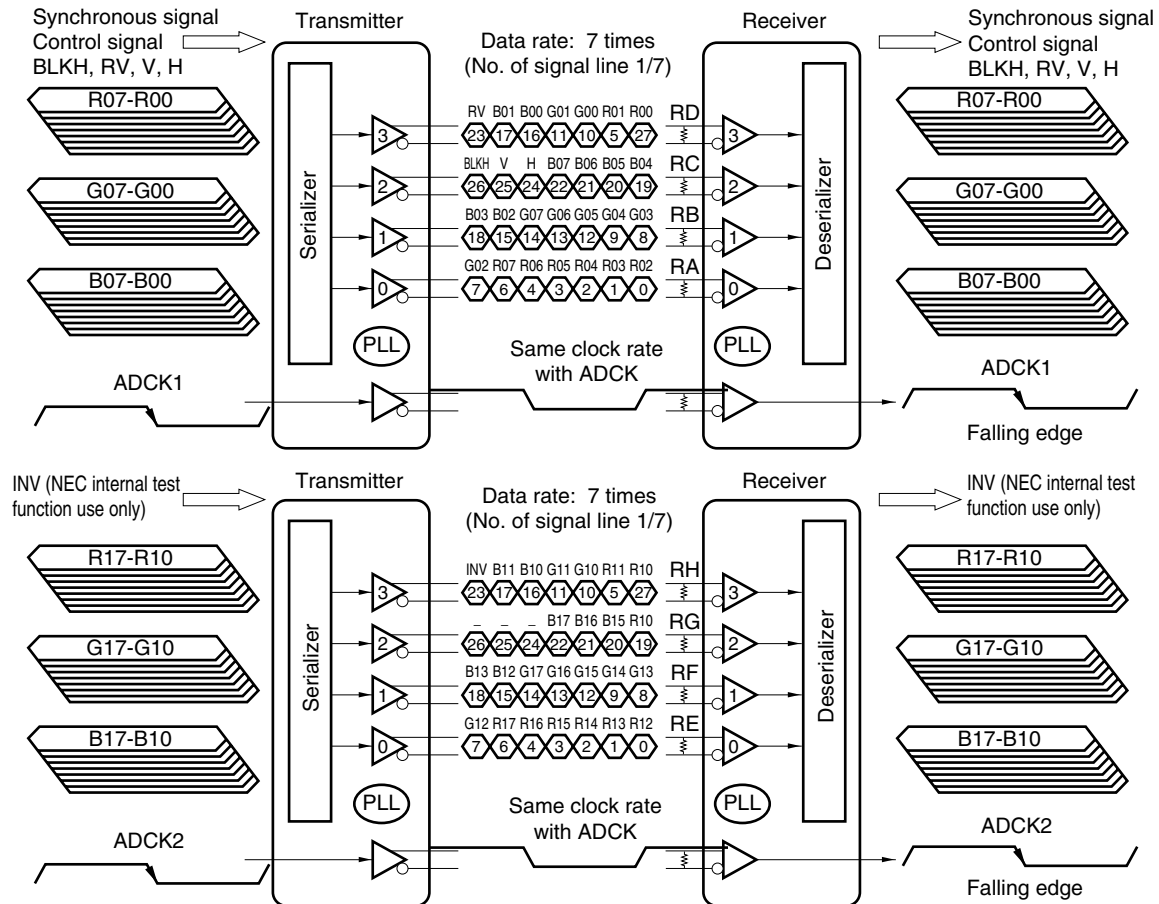 Synchronous signal
Control signal
BLKH, RV, V, H
Transmitter
Data rate: 7 times
(No. of signal line 1/7)
Receiver
Synchronous signal
Control signal
BLKH, RV, V, H
R07-R00
G07-G00
B07-B00
Serializer
3
2
1
0
PLL
RV B01 B00 G01 G00 R01 R00
23 17 16 11 10 5 27
RD
BLKH V H B07 B06 B05 B04
26 25 24 22 21 20 19
RC
B03 B02 G07 G06 G05 G04 G03
18 15 14 13 12 9 8
RB
G02 R07 R06 R05 R04 R03 R02
7 6 4 3 2 1 0
RA
3
2
1
0
PLL
Deserializer
R07-R00
G07-G00
B07-B00
ADCK1
Same clock rate
with ADCK
ADCK1
Falling edge
INV (NEC internal test
function use only)
Transmitter
Data rate: 7 times
(No. of signal line 1/7)
Receiver
INV (NEC internal test
function use only)
R17-R10
G17-G10
B17-B10
Serializer
3
2
1
0
PLL
INV B11 B10 G11 G10 R11 R10
23 17 16 11 10 5 27
RH
– – – B17 B16 B15 R10
26 25 24 22 21 20 19
RG
B13 B12 G17 G16 G15 G14 G13
18 15 14 13 12 9 8
RF
G12 R17 R16 R15 R14 R13 R12
7 6 4 3 2 1 0
RE
3
2
1
0
PLL
Deserializer
R17-R10
G17-G10
B17-B10
ADCK2
Same clock rate
with ADCK
ADCK2
Falling edge